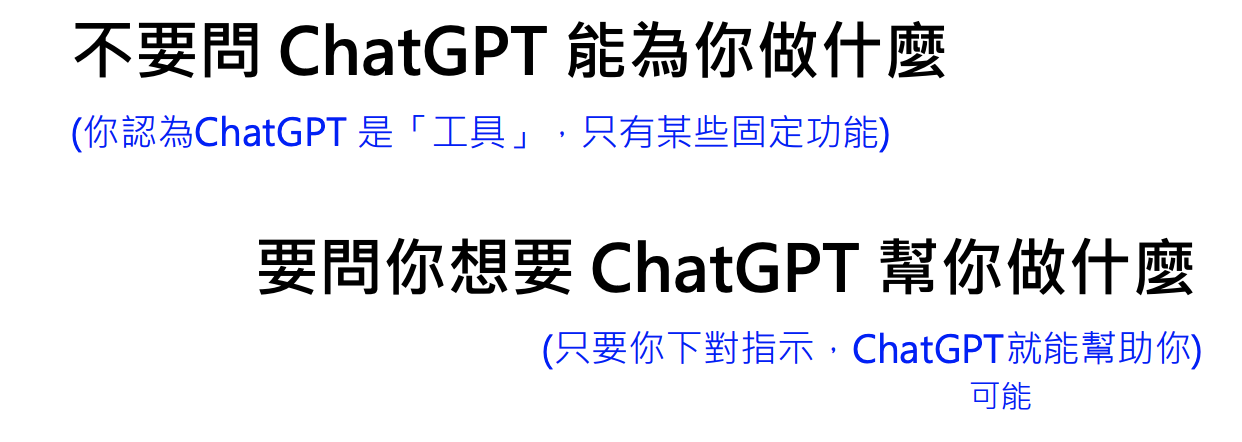 不要問 ChatGPT 能為你做什麼
(你認為ChatGPT 是「工具」，只有某些固定功能)
要問你想要 ChatGPT 幫你做什麼
(只要你下對指示，ChatGPT就能幫助你)
可能